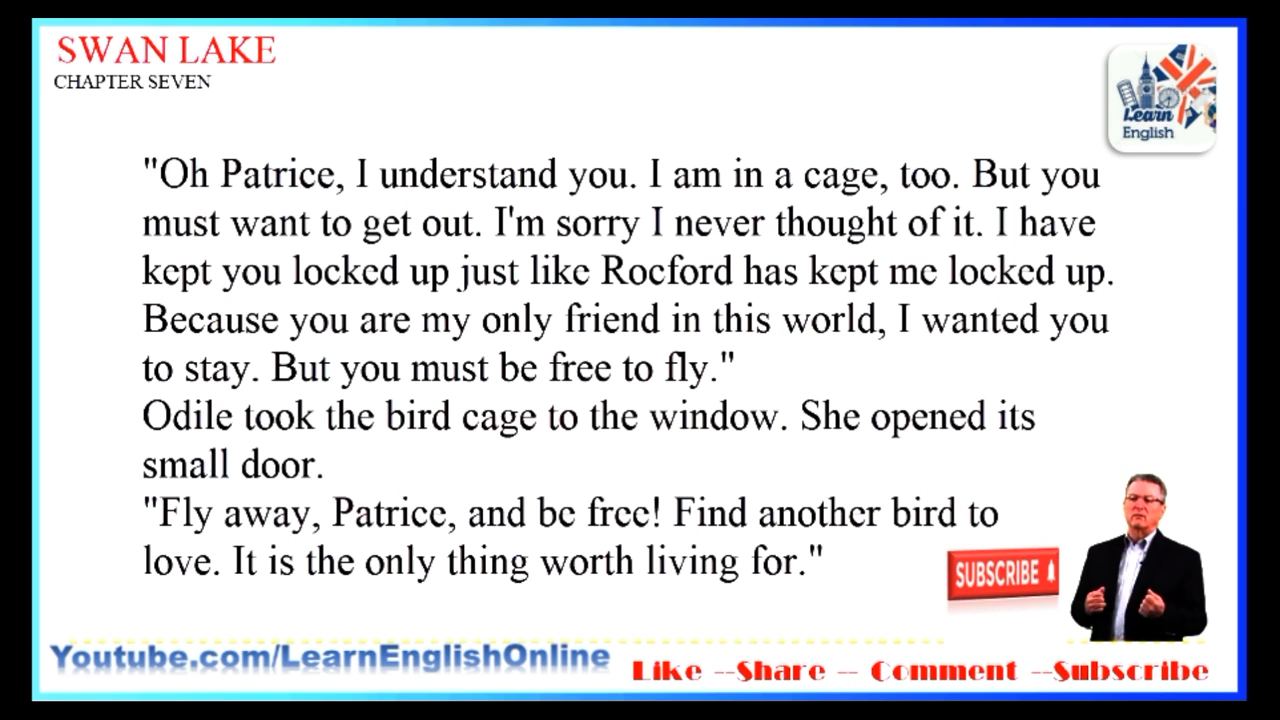 SWAN LAKE
CHAPTER SEVEN
Learn
English
"Oh Patrice, I understand you. I am in a cage, too. But you
must want to get out. I'm sorry I never thought of it. I have
kept you locked up just like Rocford has kept me locked up.
Because you are my only friend in this world, I wanted you
to stay. But you must be free to fly."
Odile took the bird cage to the window. She opened its
small door.
"Fly away, Patrice, and be free! Find another bird to
love. It is the only thing worth living for."
SUBSCRIBE
Youtube.com/LearnEnglishOnline
Like --Share -- Comment --Subscribe